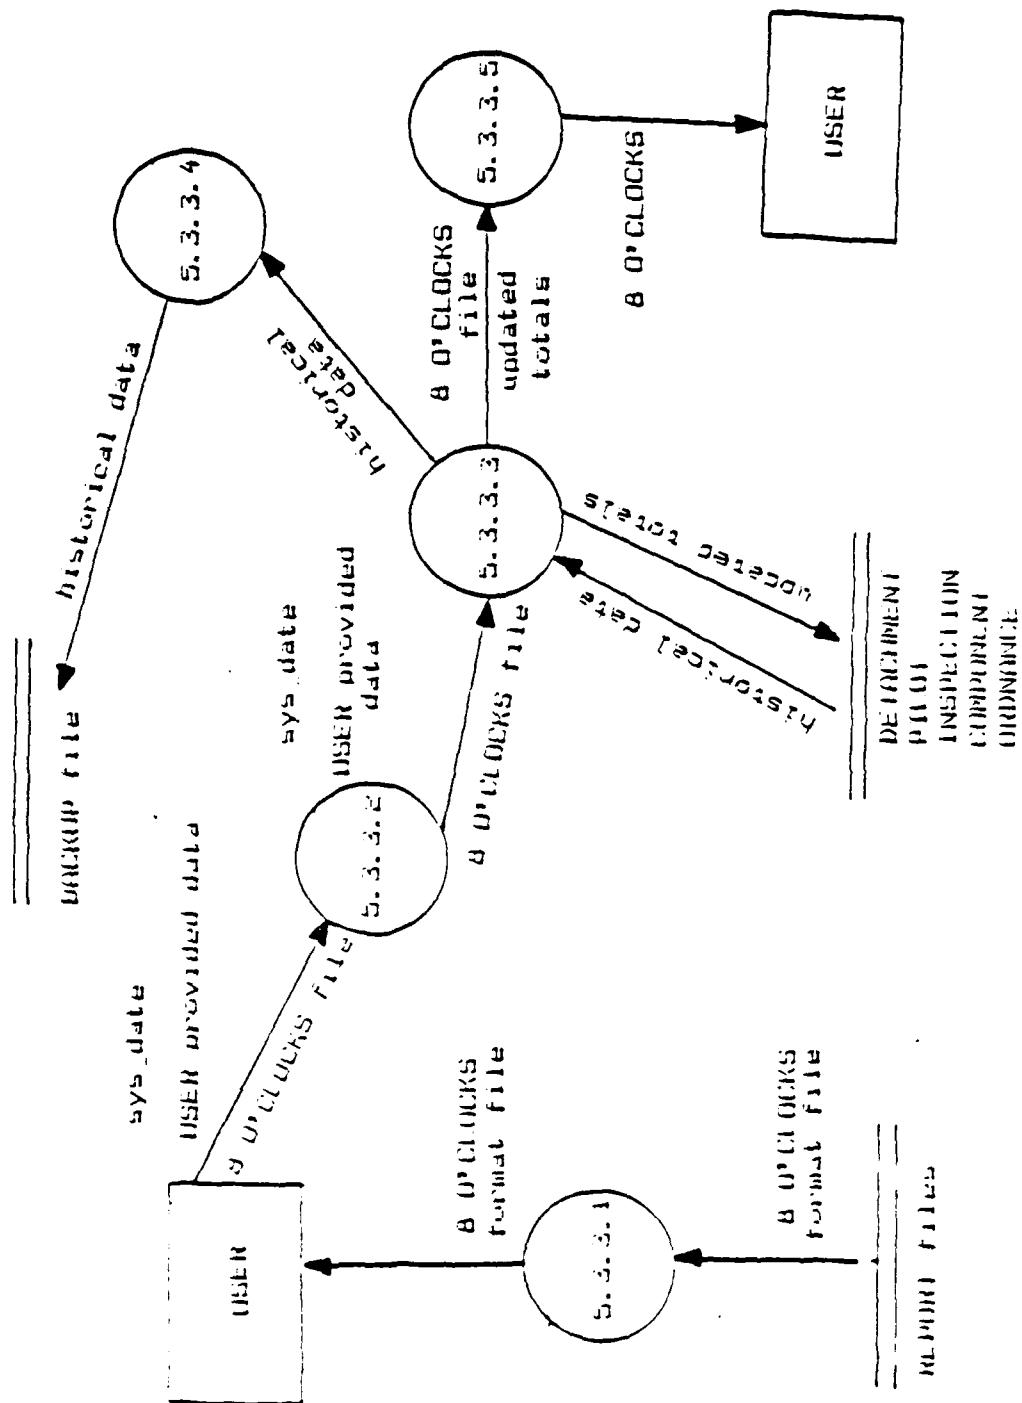 BACKUP file
historical data
5.3.3.4
historical
data
sys_date
USER provided data
8 O'CLOCKS file
USER
5.3.3.2
sys_date
USER provided
data
8 O'CLOCKS file
5.3.3.3
8 O'CLOCKS
file
updated
totals
5.3.3.5
8 O'CLOCKS
USER
8 O'CLOCKS
format file
5.3.3.1
8 O'CLOCKS
format file
REPORT files
historical data
updated totals
DETACHMENT
PILOT
INSPECTION
COMPONENT
ORDNANCE